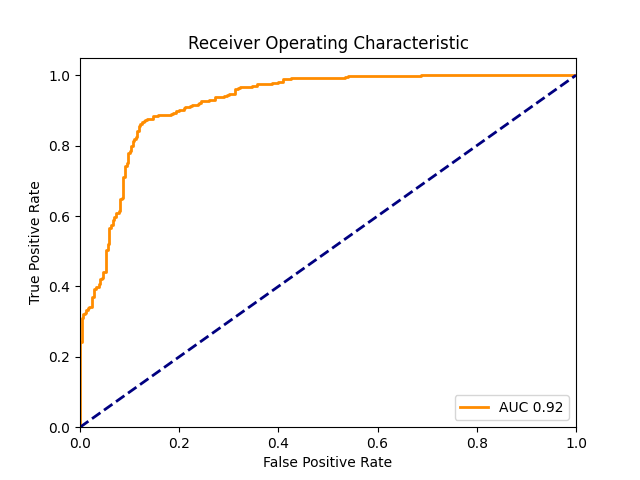 Receiver Operating Characteristic
True Positive Rate
1.0
0.8
0.6
0.4
0.2
0.0
AUC 0.92
0.0 0.2 0.4 0.6 0.8 1.0
False Positive Rate